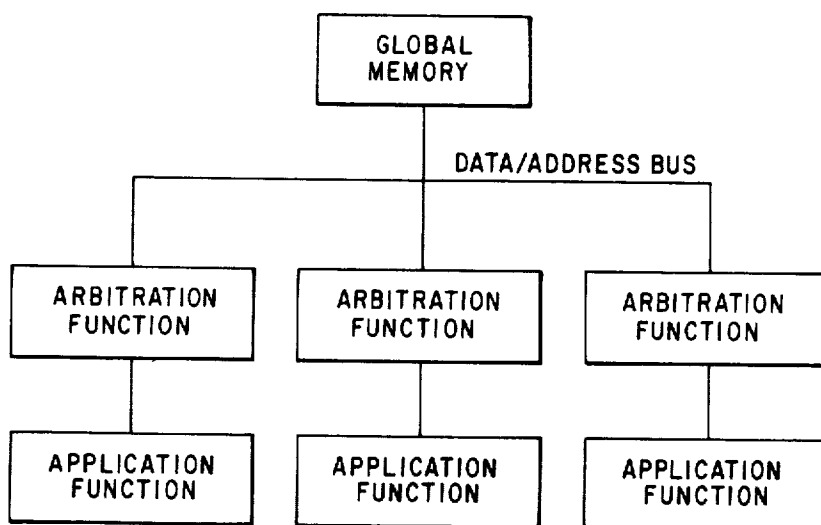 GLOBAL
MEMORY
DATA/ADDRESS BUS
ARBITRATION
FUNCTION
ARBITRATION
FUNCTION
ARBITRATION
FUNCTION
APPLICATION
FUNCTION
APPLICATION
FUNCTION
APPLICATION
FUNCTION